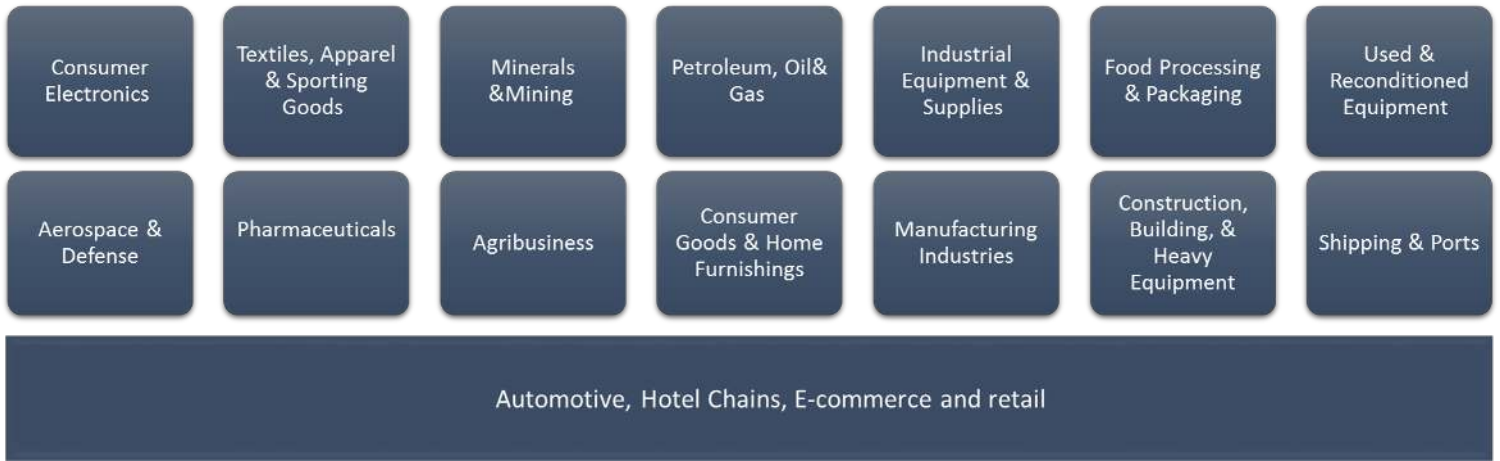 Consumer
Electronics
Textiles, Apparel
& Sporting
Goods
Minerals
&Mining
Petroleum, Oil&
Gas
Industrial
Equipment &
Supplies
Food Processing
& Packaging
Used &
Reconditioned
Equipment
Aerospace &
Defense
Pharmaceuticals
Agribusiness
Consumer
Goods & Home
Furnishings
Manufacturing
Industries
Construction,
Building, &
Heavy
Equipment
Shipping & Ports
Automotive, Hotel Chains, E-commerce and retail